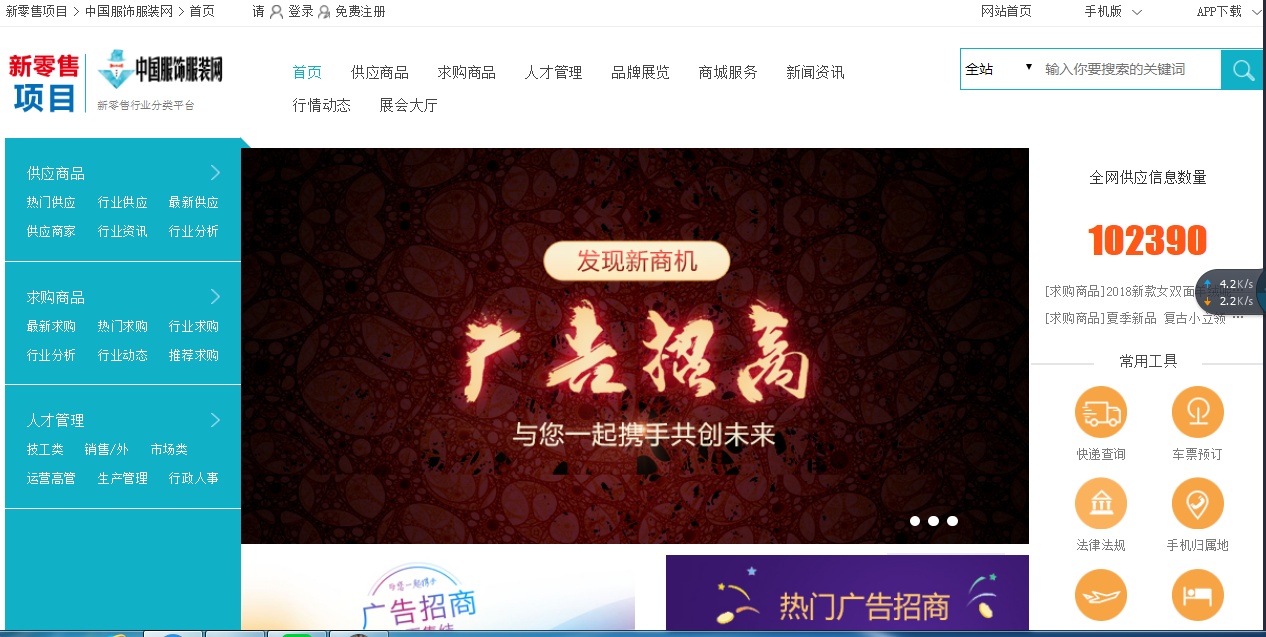 新零售项目 > 中国服饰服装网 > 首页
请 登录 免费注册
网站首页 手机版 APP下载
新零售
项目
中国服饰服装网
新零售行业分类平台
首页 供应商品 求购商品 人才管理 品牌展览 商城服务 新闻资讯
行情动态 展会大厅
全站 输入你要搜索的关键词
供应商品
热门供应 行业供应 最新供应
供应商家 行业资讯 行业分析
求购商品
最新求购 热门求购 行业求购
行业分析 行业动态 推荐求购
人才管理
技工类 销售/外 市场类
运营高管 生产管理 行政人事
发现新商机
广告招商
与您一起携手共创未来
与您一起携手
广告招商
热门广告招商
全网供应信息数量
102390
[求购商品]2018新款女双面
4.2K/s
2.2K/s
[求购商品]夏季新品 复古小立领 ...
常用工具
快递查询 车票预订
法律法规 手机归属地